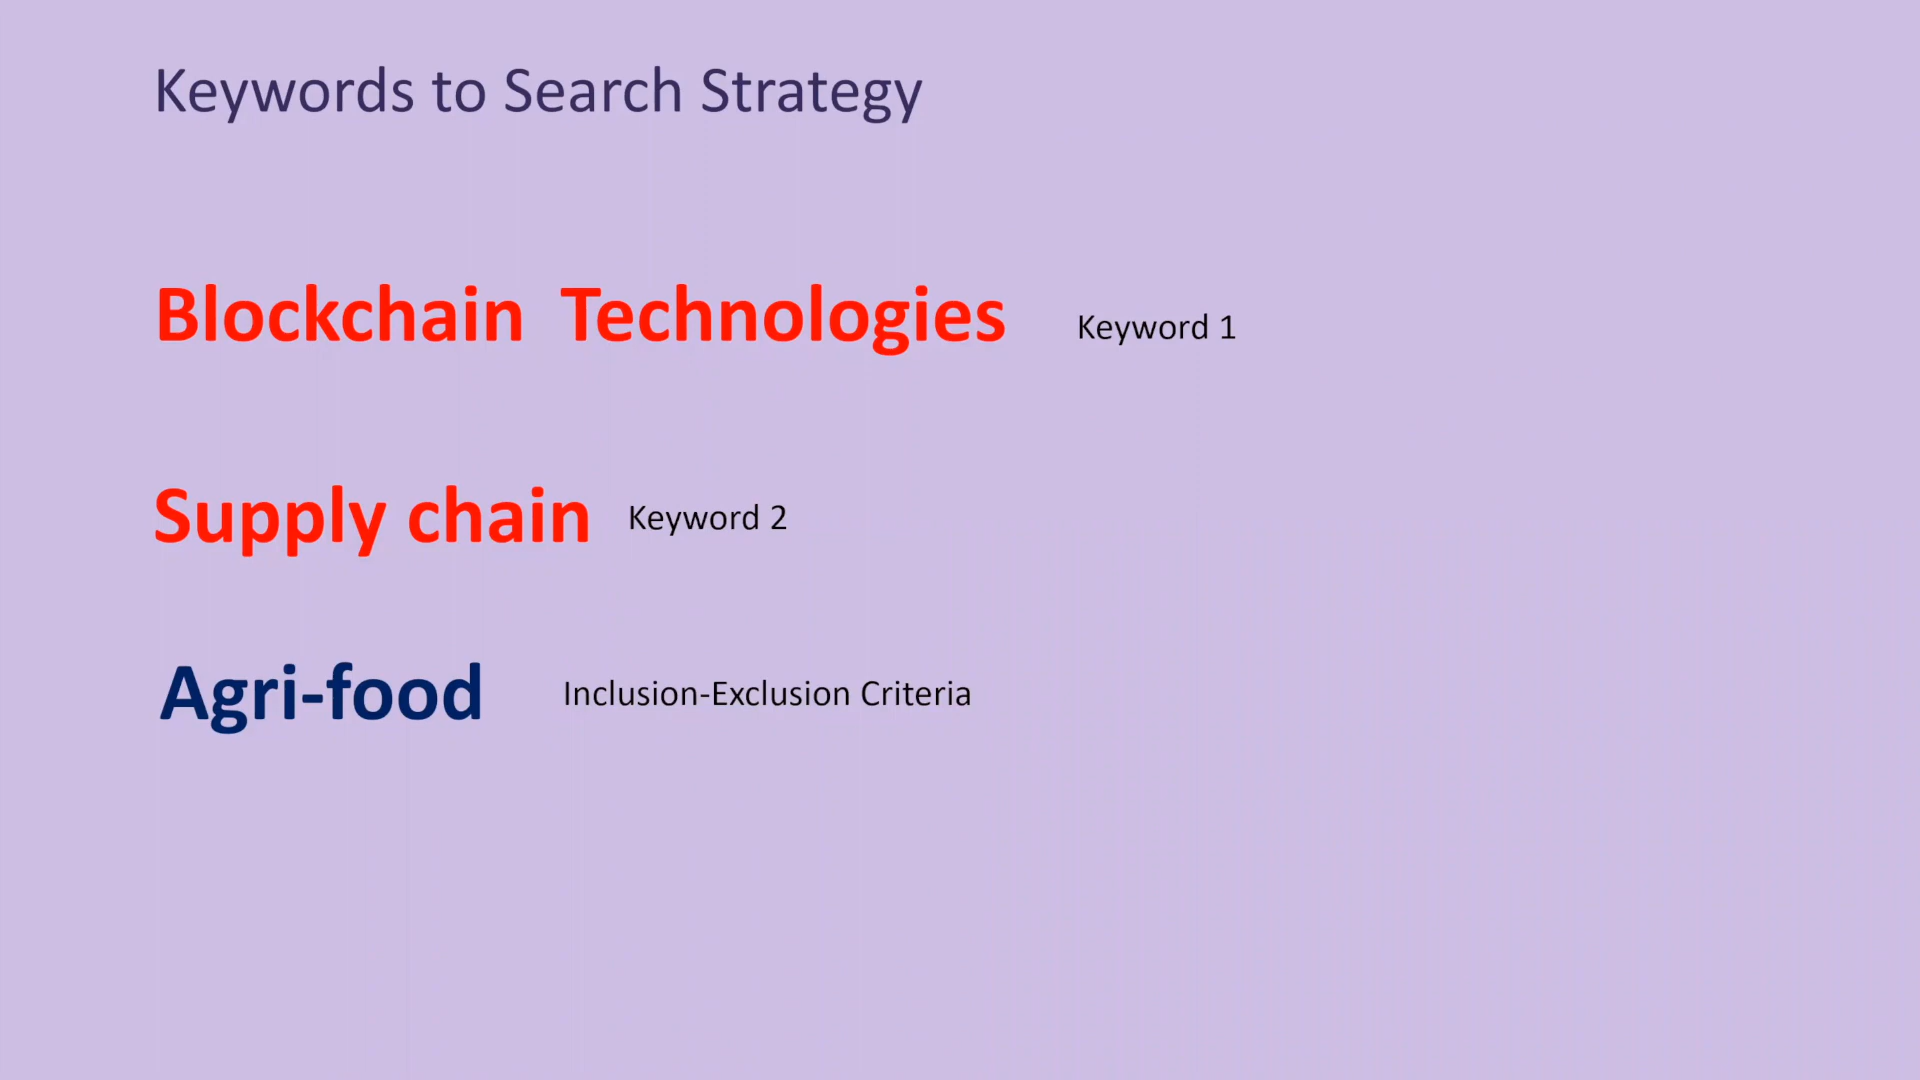 Keywords to Search Strategy
Blockchain Technologies Keyword 1
Supply chain Keyword 2
Agri-food Inclusion-Exclusion Criteria